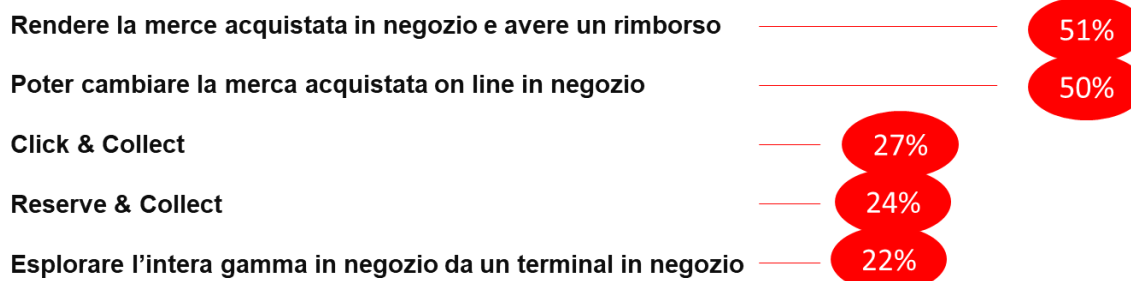 Rendere la merce acquistata in negozio e avere un rimborso 51%
Poter cambiare la merca acquistata on line in negozio 50%
Click & Collect 27%
Reserve & Collect 24%
Esplorare l’intera gamma in negozio da un terminal in negozio 22%